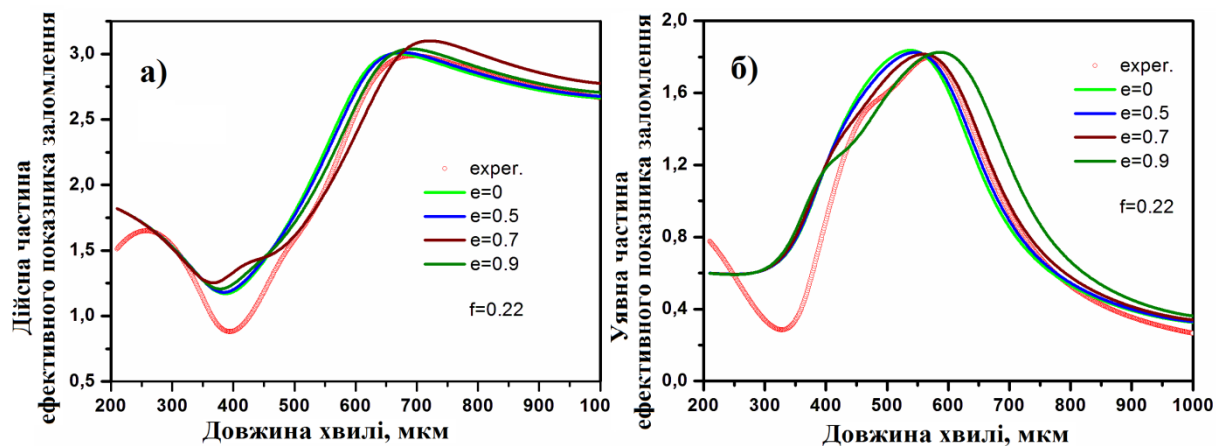 Дійсна частина
ефективного показника заломлення
3,0
2,5
2,0
1,5
1,0
0,5
а)
exper.
e=0
e=0.5
e=0.7
e=0.9
f=0.22
200 300 400 500 600 700 800 900 1000
Довжина хвилі, мкм
Уявна частина
ефективного показника заломлення
2,0
1,6
1,2
0,8
0,4
0,0
б)
exper.
e=0
e=0.5
e=0.7
e=0.9
f=0.22
200 300 400 500 600 700 800 900 1000
Довжина хвилі, мкм